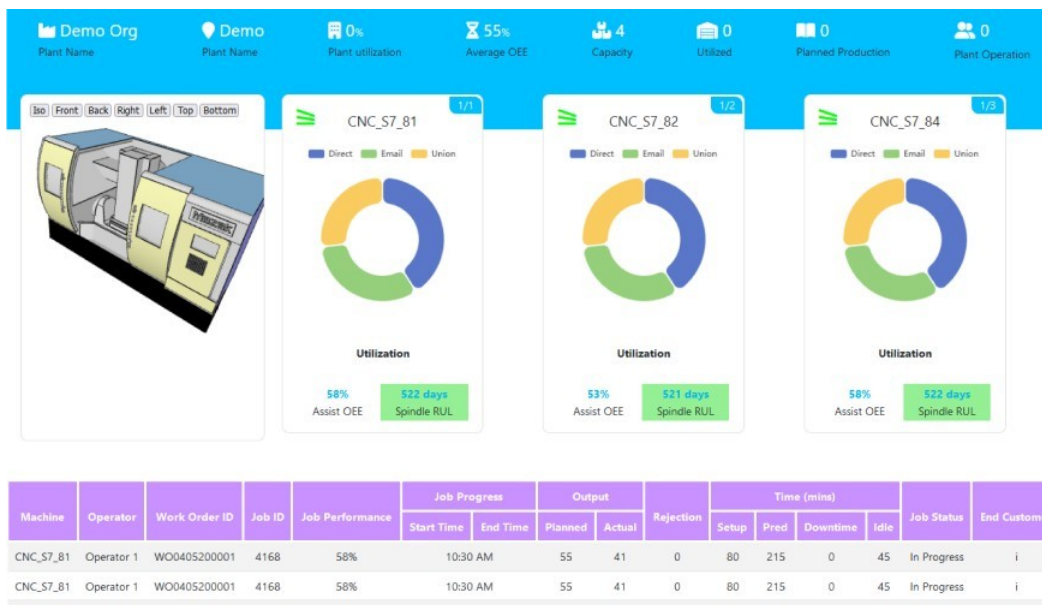 Demo Org
Demo
0%
55%
4
0
0
0
Plant Name
Plant Name
Plant utilization
Average OEE
Capacity
Utilized
Planned Production
Plant Operation
Iso Front Back Right Left Top Bottom
1/1
CNC_S7_81
Direct Email Union
Utilization
58%
522 days
Assist OEE
Spindle RUL
1/2
CNC_S7_82
Direct Email Union
Utilization
53%
521 days
Assist OEE
Spindle RUL
1/3
CNC_S7_84
Direct Email Union
Utilization
58%
522 days
Assist OEE
Spindle RUL
Machine Operator Work Order ID Job ID Job Performance Job Progress Output Rejection Time (mins) Job Status End Custom
Start Time End Time Planned Actual Setup Pred Downtime Idle
CNC_S7_81 Operator 1 WO0405200001 4168 58% 10:30 AM 55 41 0 80 215 0 45 In Progress i
CNC_S7_81 Operator 1 WO0405200001 4168 58% 10:30 AM 55 41 0 80 215 0 45 In Progress i